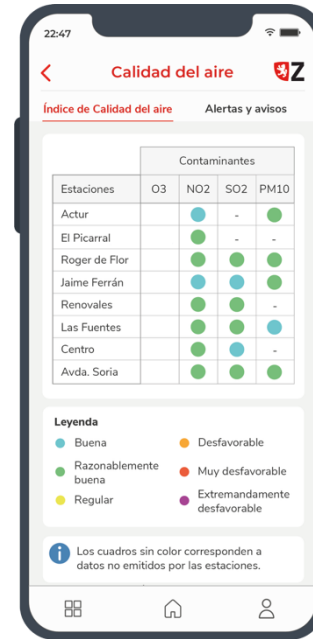 22:47
Calidad del aire
Z
Índice de Calidad del aire Alertas y avisos
Contaminantes
Estaciones O3 NO2 SO2 PM10
Actur -
El Picarral - -
Roger de Flor
Jaime Ferrán
Renovales -
Las Fuentes
Centro -
Avda. Soria
Leyenda
Buena
Desfavorable
Razonablemente
buena
Muy desfavorable
Regular
Extremandamente
desfavorable
Los cuadros sin color corresponden a
datos no emitidos por las estaciones.